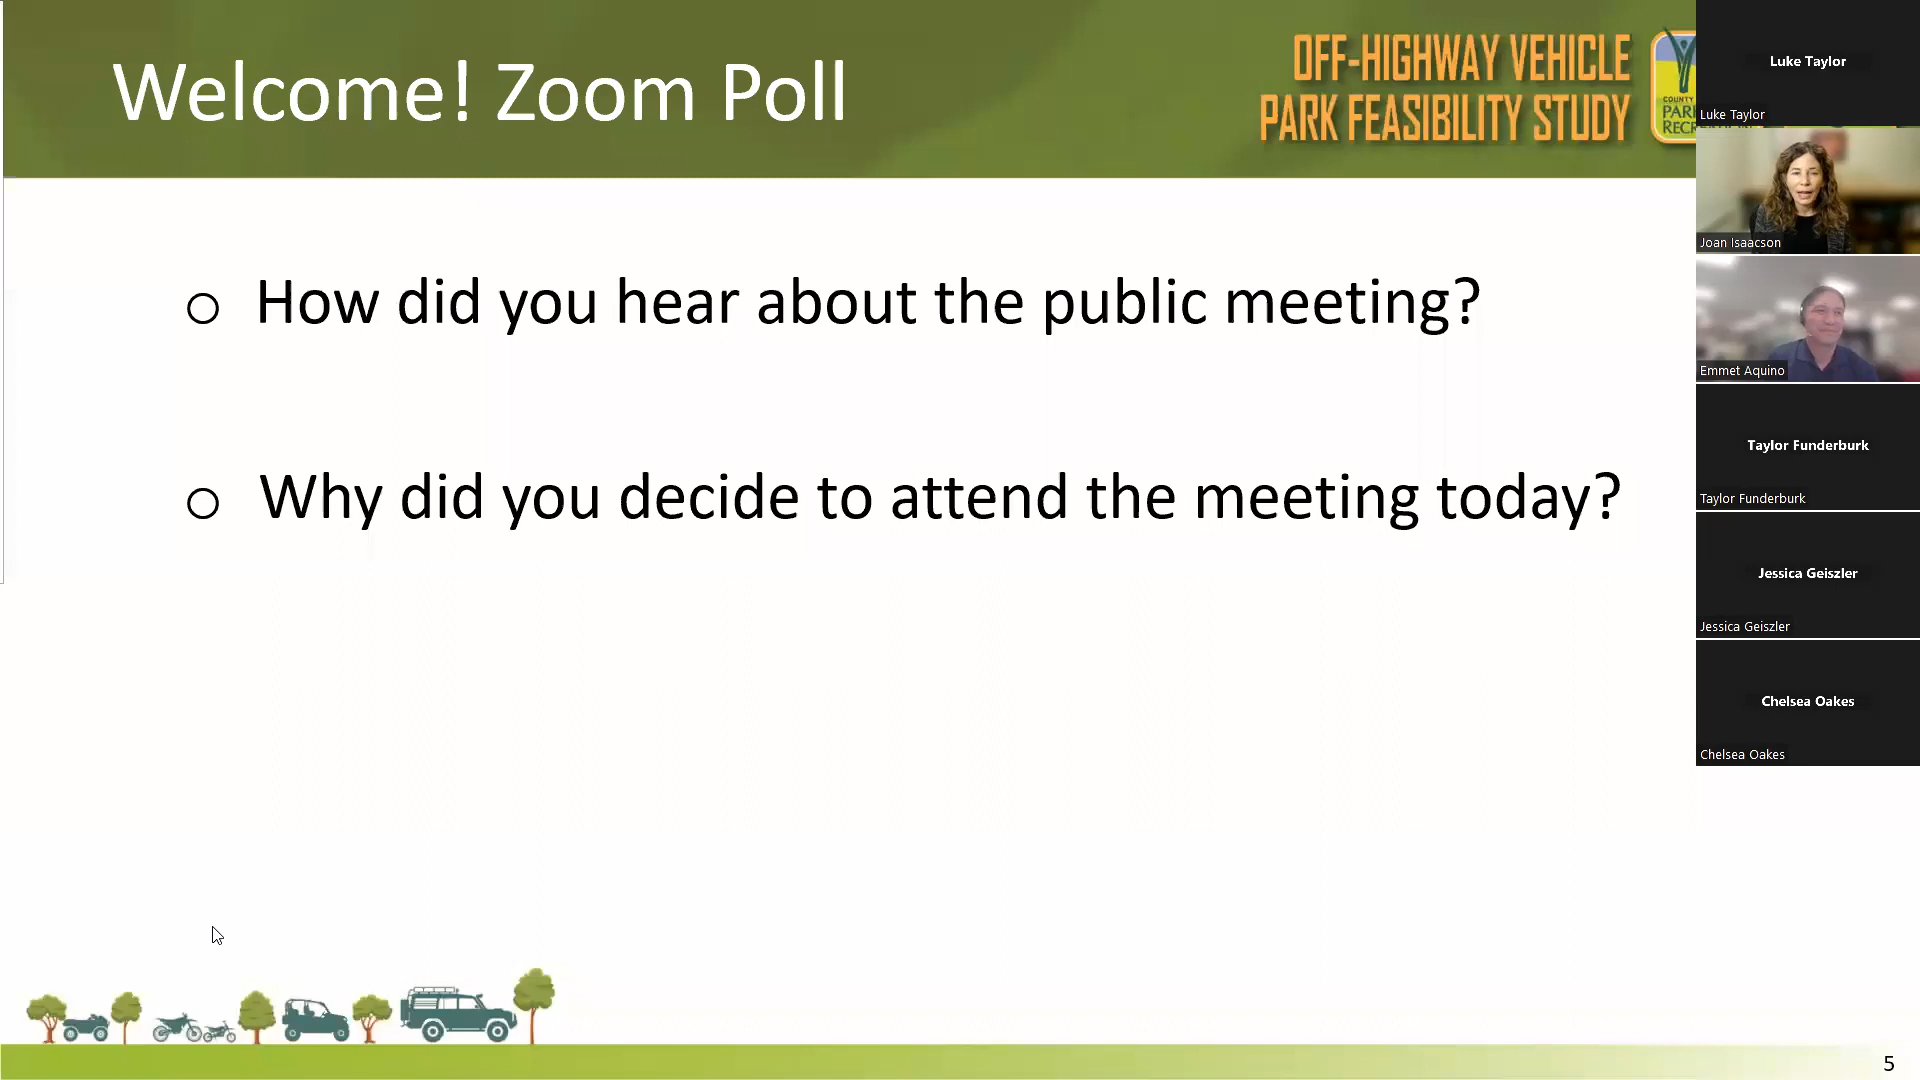 Welcome! Zoom Poll
OFF-HIGHWAY VEHICLE
PARK FEASIBILITY STUDY
COUNTY
○ How did you hear about the public meeting?
○ Why did you decide to attend the meeting today?
5
Luke Taylor
Luke Taylor
Joan Isaacson
Emmet Aquino
Taylor Funderburk
Taylor Funderburk
Jessica Geiszler
Jessica Geiszler
Chelsea Oakes
Chelsea Oakes